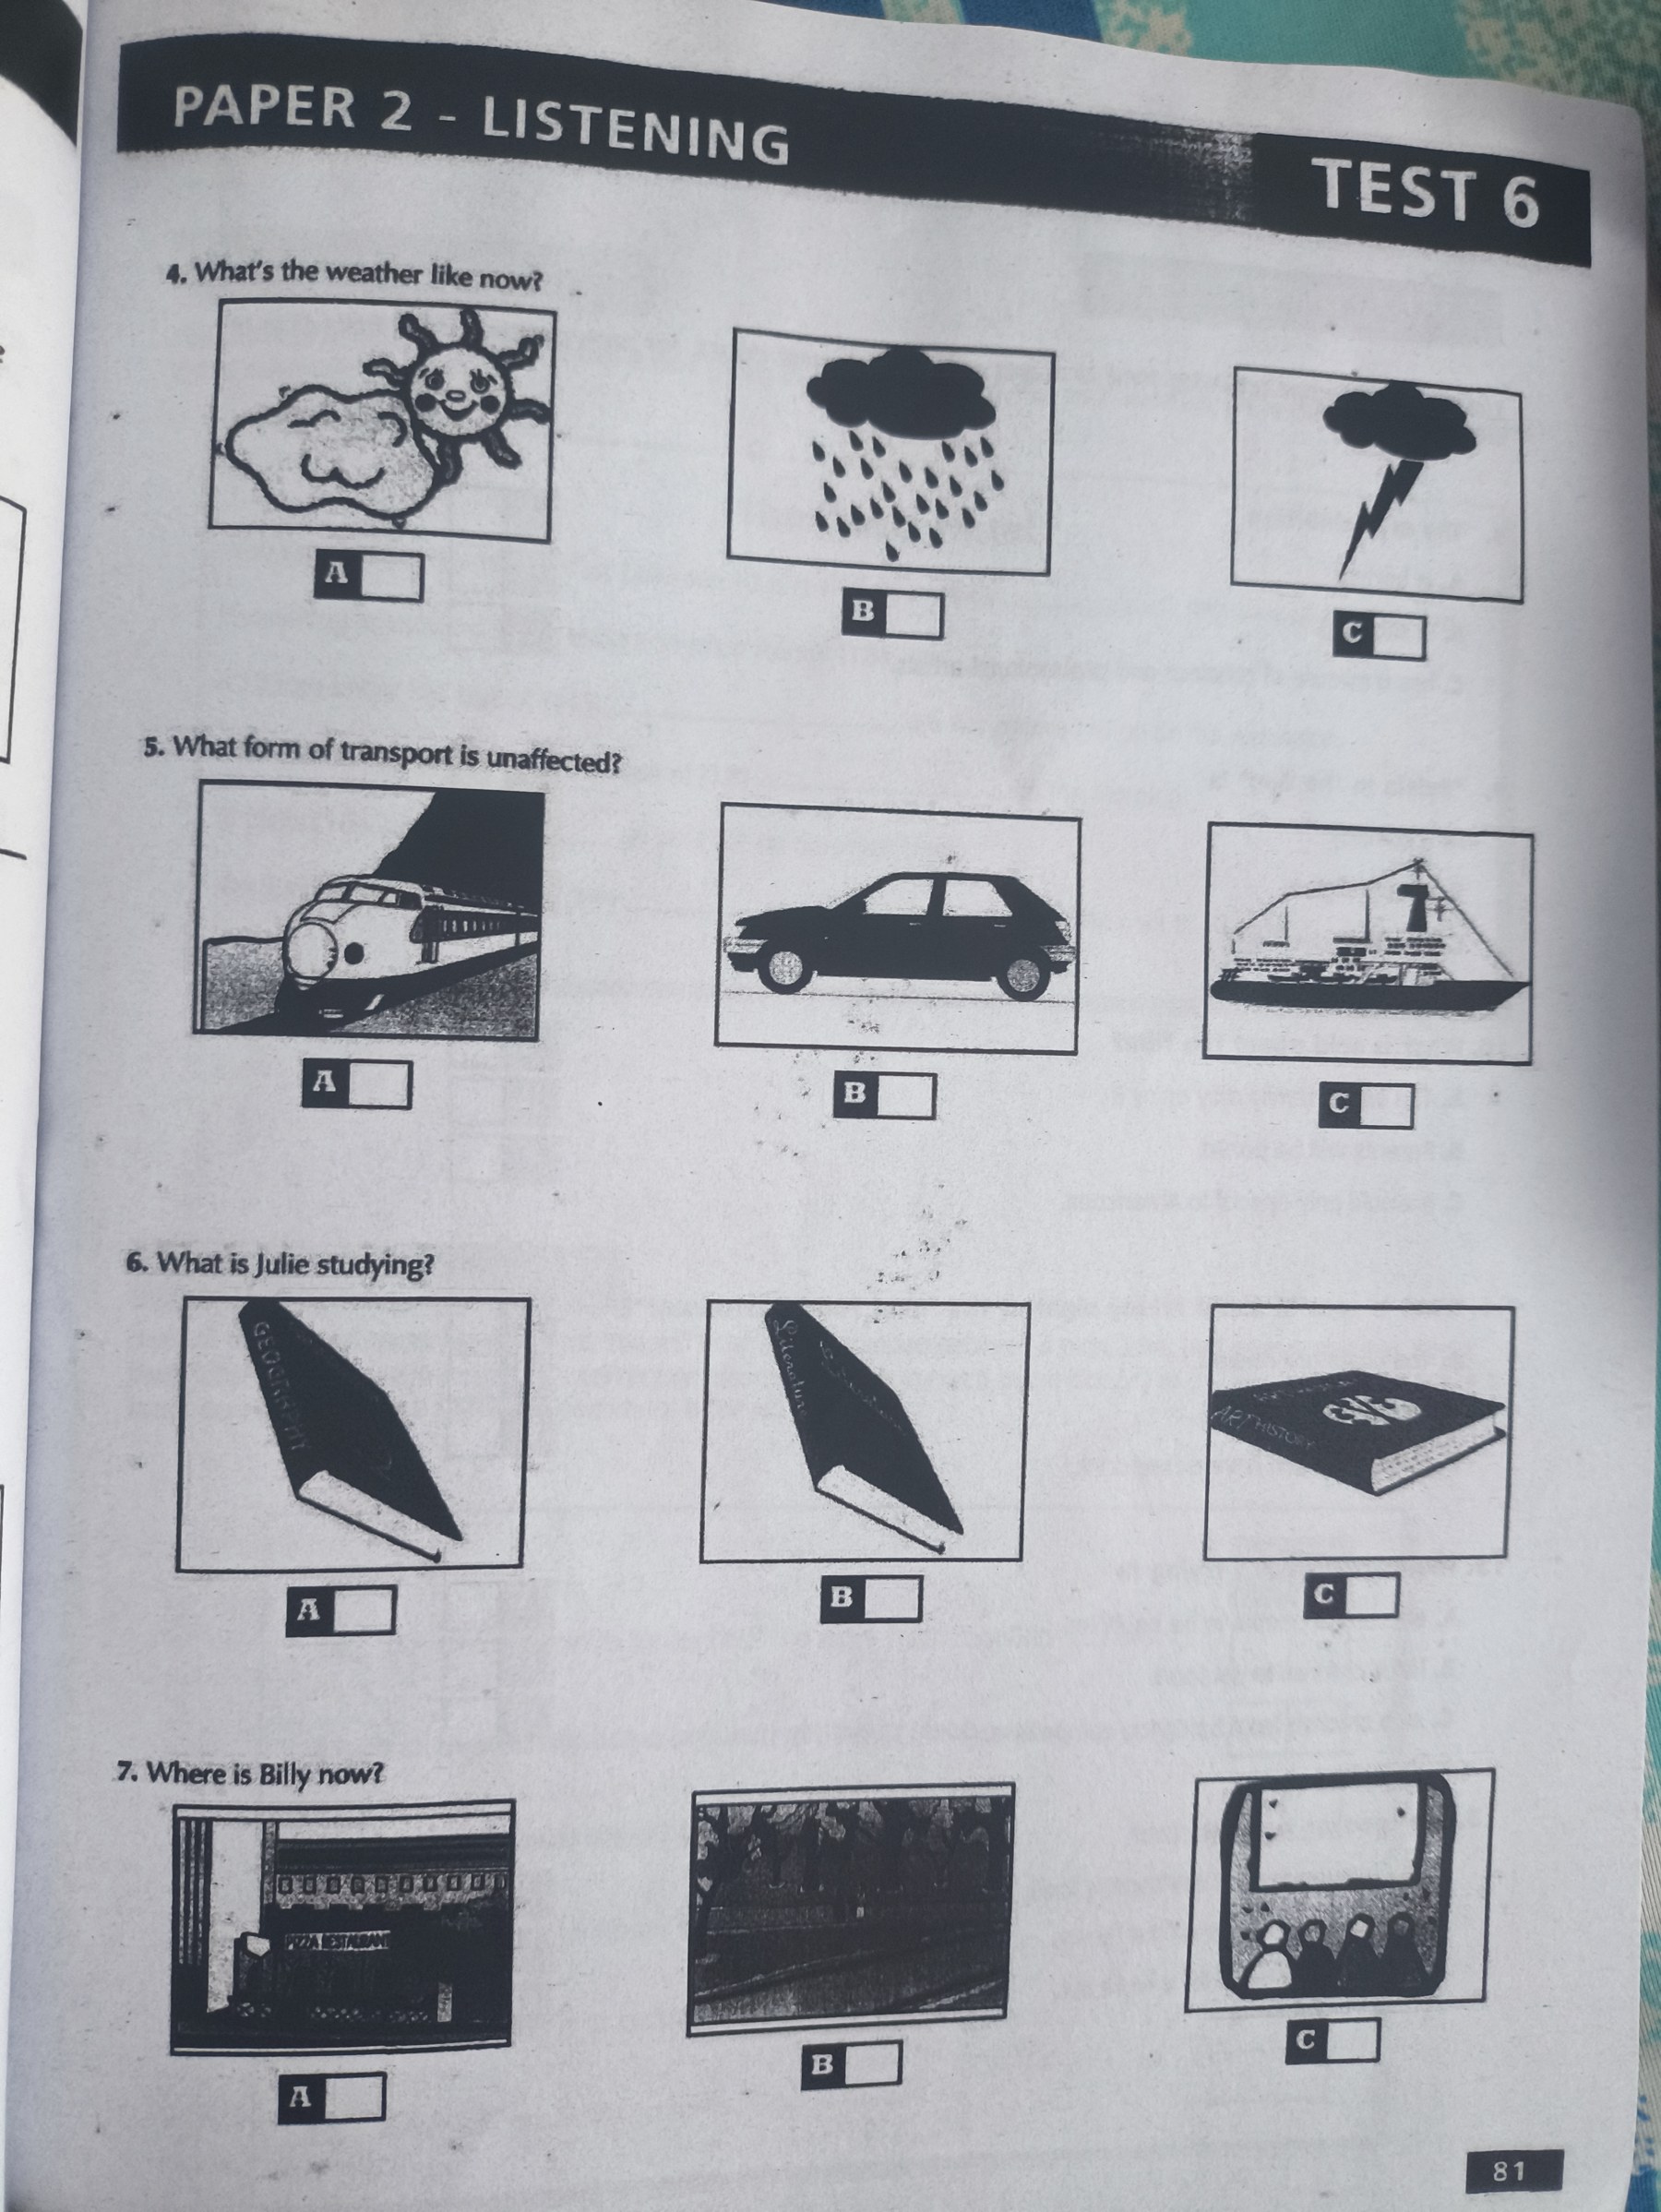 PAPER 2 - LISTENING
TEST 6
4. What's the weather like now?
A
B
C
5. What form of transport is unaffected?
A
B
C
6. What is Julie studying?
GEOGRAPHY
Literature
ART HISTORY
A
B
C
7. Where is Billy now?
PIZZA RESTAURANT
A
B
C
81